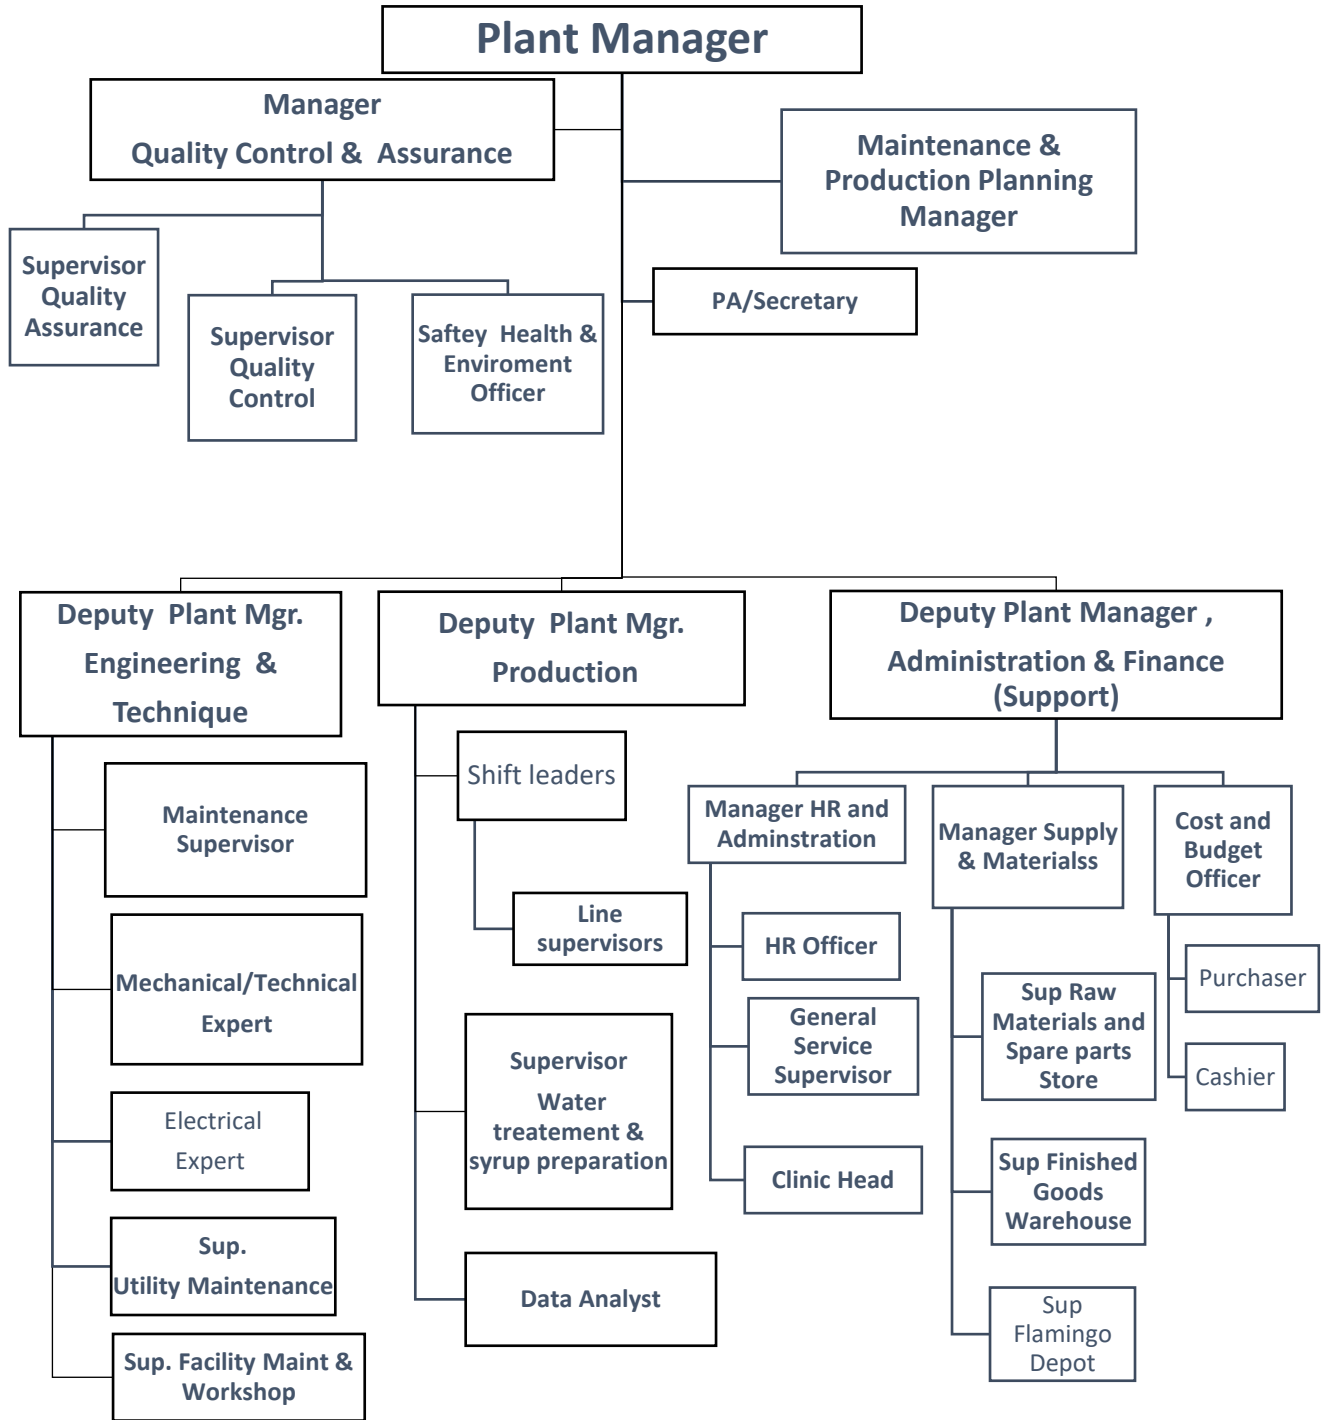 Plant Manager
Manager
Quality Control & Assurance
Maintenance &
Production Planning
Manager
Supervisor
Quality
Assurance
Supervisor
Quality
Control
Saftey Health &
Enviroment
Officer
PA/Secretary
Deputy Plant Mgr.
Engineering &
Technique
Deputy Plant Mgr.
Production
Deputy Plant Manager ,
Administration & Finance
(Support)
Maintenance
Supervisor
Mechanical/Technical
Expert
Electrical
Expert
Sup.
Utility Maintenance
Sup. Facility Maint &
Workshop
Shift leaders
Line
supervisors
Supervisor
Water
treatement &
syrup preparation
Data Analyst
Manager HR and
Adminstration
HR Officer
General
Service
Supervisor
Clinic Head
Manager Supply
& Materialss
Sup Raw
Materials and
Spare parts
Store
Sup Finished
Goods
Warehouse
Sup
Flamingo
Depot
Cost and
Budget
Officer
Purchaser
Cashier